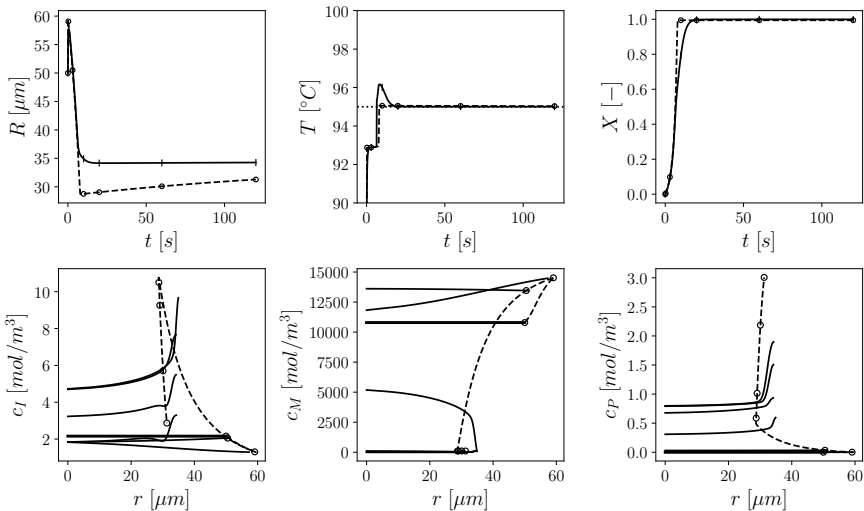 60
55
50
45
40
35
30
R [μm]
0 50 100
t [s]
100
98
96
94
92
90
T [°C]
0 50 100
t [s]
1.0
0.8
0.6
0.4
0.2
0.0
X [−]
0 50 100
t [s]
10
8
6
4
2
c_I [mol/m³]
0 20 40 60
r [μm]
15000
12500
10000
7500
5000
2500
0
c_M [mol/m³]
0 20 40 60
r [μm]
3.0
2.5
2.0
1.5
1.0
0.5
0.0
c_P [mol/m³]
0 20 40 60
r [μm]